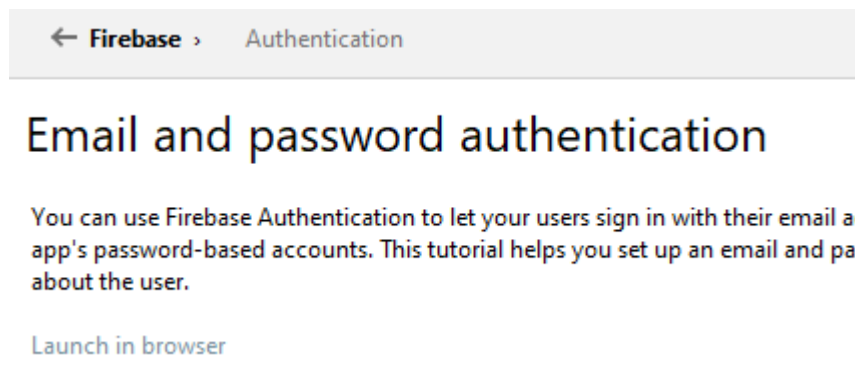 ← Firebase › Authentication
Email and password authentication
You can use Firebase Authentication to let your users sign in with their email a
app's password-based accounts. This tutorial helps you set up an email and pa
about the user.
Launch in browser